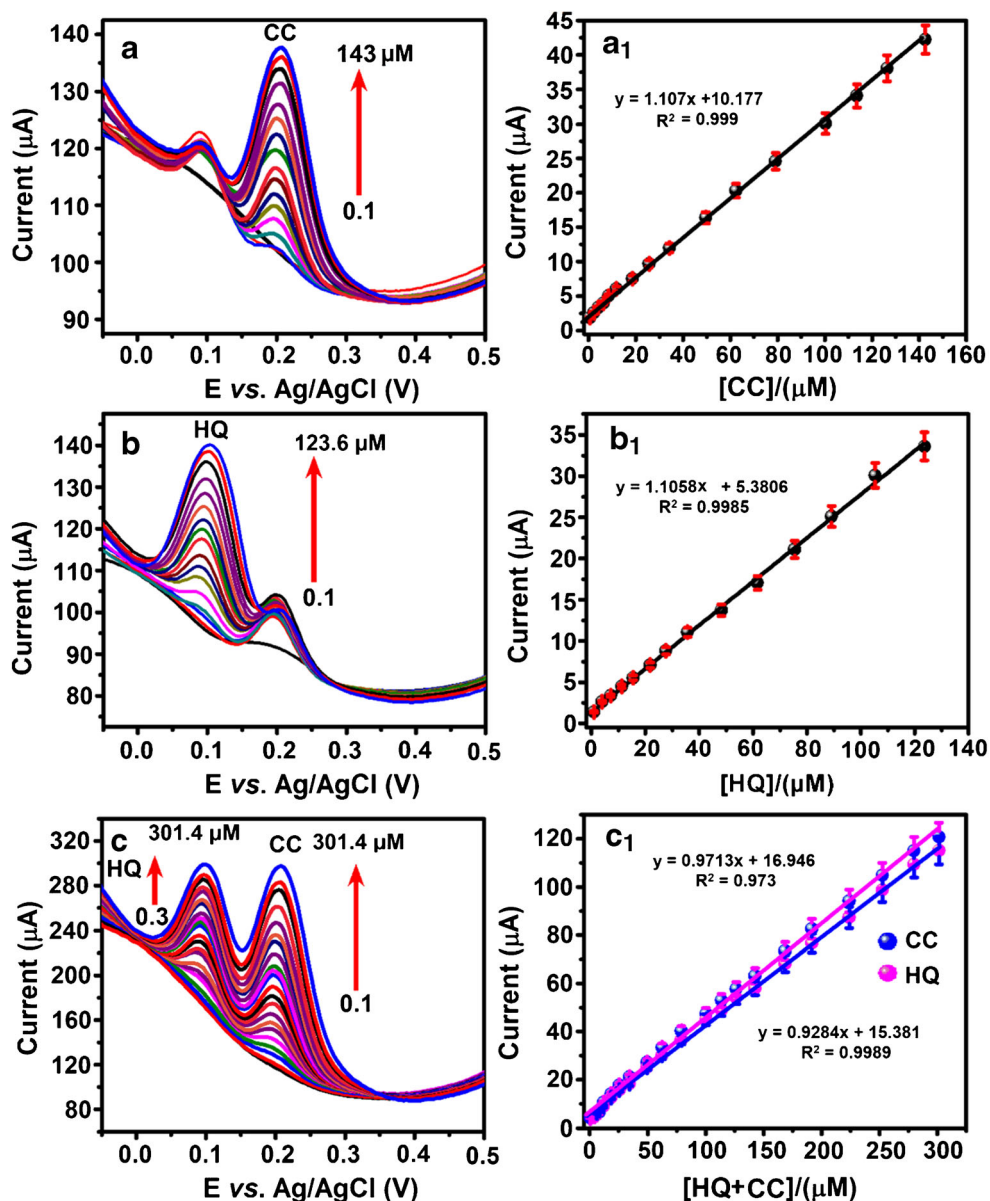 a
CC
143 µM
0.1
140
130
120
110
100
90
Current (µA)
0.0 0.1 0.2 0.3 0.4 0.5
E vs. Ag/AgCl (V)
a1
y = 1.107x +10.177
R² = 0.999
45
40
35
30
25
20
15
10
5
0
Current (µA)
0 20 40 60 80 100 120 140 160
[CC]/(µM)
b
HQ
123.6 µM
0.1
140
130
120
110
100
90
80
Current (µA)
0.0 0.1 0.2 0.3 0.4 0.5
E vs. Ag/AgCl (V)
b1
y = 1.1058x + 5.3806
R² = 0.9985
35
30
25
20
15
10
5
0
Current (µA)
0 20 40 60 80 100 120 140
[HQ]/(µM)
c
301.4 µM
HQ
0.3
CC
301.4 µM
0.1
320
280
240
200
160
120
80
Current (µA)
0.0 0.1 0.2 0.3 0.4 0.5
E vs. Ag/AgCl (V)
c1
y = 0.9713x + 16.946
R² = 0.973
CC
HQ
y = 0.9284x + 15.381
R² = 0.9989
120
100
80
60
40
20
0
Current (µA)
0 50 100 150 200 250 300
[HQ+CC]/(µM)